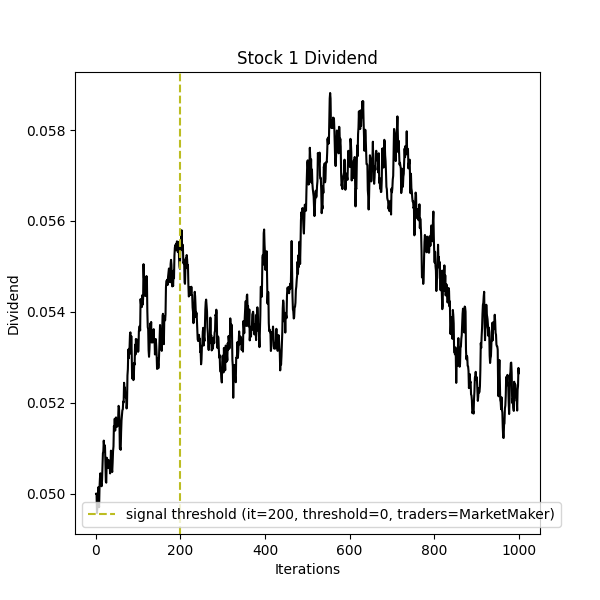 Stock 1 Dividend
0.058
0.056
0.054
0.052
0.050
Dividend
signal threshold (it=200, threshold=0, traders=MarketMaker)
0
200
400
600
800
1000
Iterations